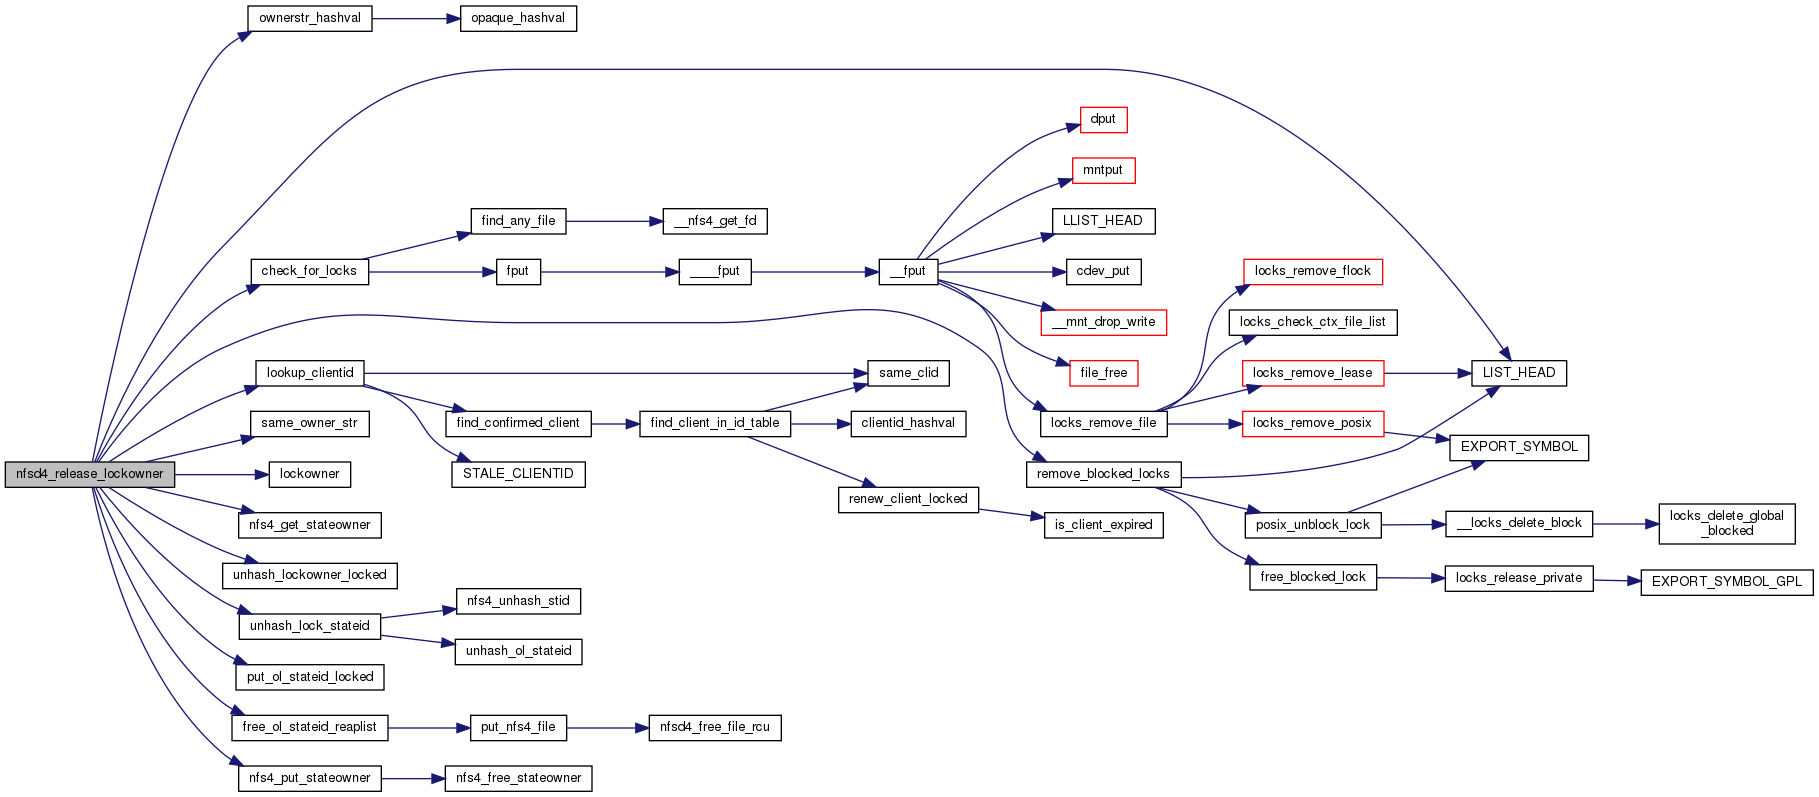 ownerstr_hashval
opaque_hashval
dput
mntput
find_any_file
__nfs4_get_fd
LLIST_HEAD
check_for_locks
fput
____fput
__fput
cdev_put
locks_remove_flock
__mnt_drop_write
locks_check_ctx_file_list
lookup_clientid
same_clid
file_free
locks_remove_lease
LIST_HEAD
same_owner_str
find_confirmed_client
find_client_in_id_table
clientid_hashval
locks_remove_file
locks_remove_posix
EXPORT_SYMBOL
nfsd4_release_lockowner
lockowner
STALE_CLIENTID
remove_blocked_locks
renew_client_locked
nfs4_get_stateowner
is_client_expired
posix_unblock_lock
__locks_delete_block
locks_delete_global
_blocked
unhash_lockowner_locked
free_blocked_lock
locks_release_private
EXPORT_SYMBOL_GPL
nfs4_unhash_stid
unhash_lock_stateid
unhash_ol_stateid
put_ol_stateid_locked
free_ol_stateid_reaplist
put_nfs4_file
nfsd4_free_file_rcu
nfs4_put_stateowner
nfs4_free_stateowner